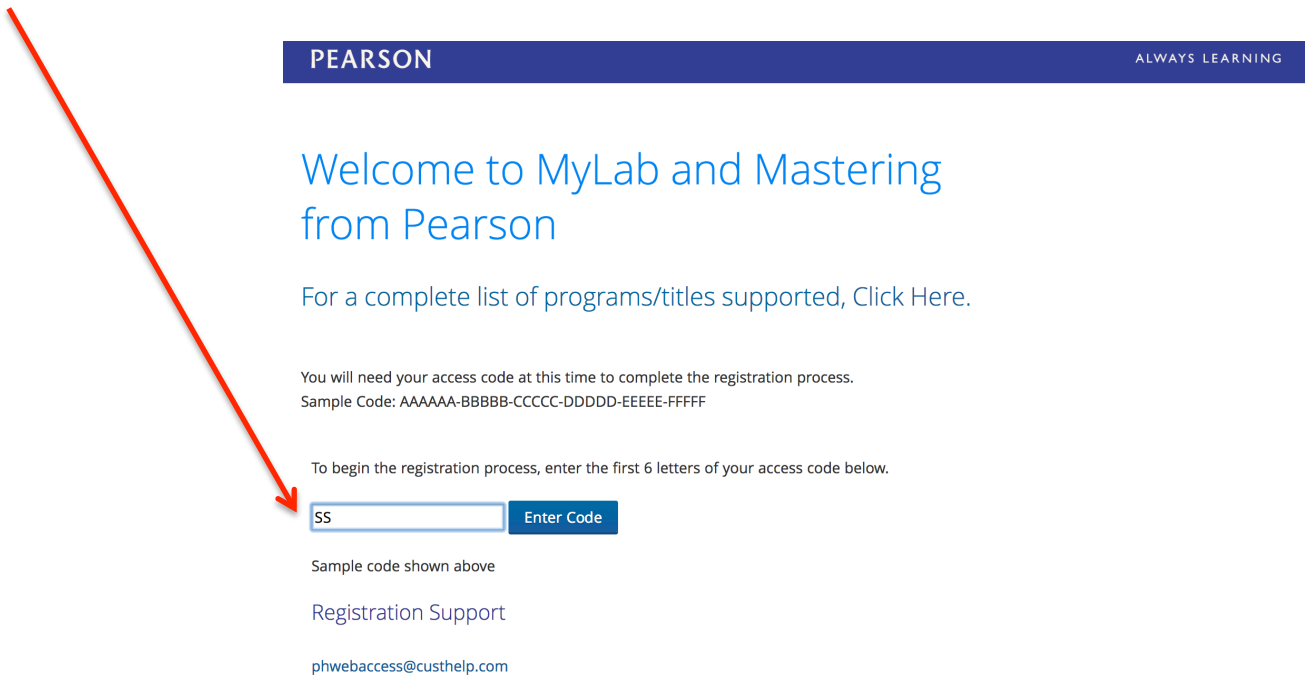 PEARSON
ALWAYS LEARNING
Welcome to MyLab and Mastering
from Pearson
For a complete list of programs/titles supported, Click Here.
You will need your access code at this time to complete the registration process.
Sample Code: AAAAAA-BBBBB-CCCCC-DDDDD-EEEEE-FFFFF
To begin the registration process, enter the first 6 letters of your access code below.
SS
Enter Code
Sample code shown above
Registration Support
phwebaccess@custhelp.com